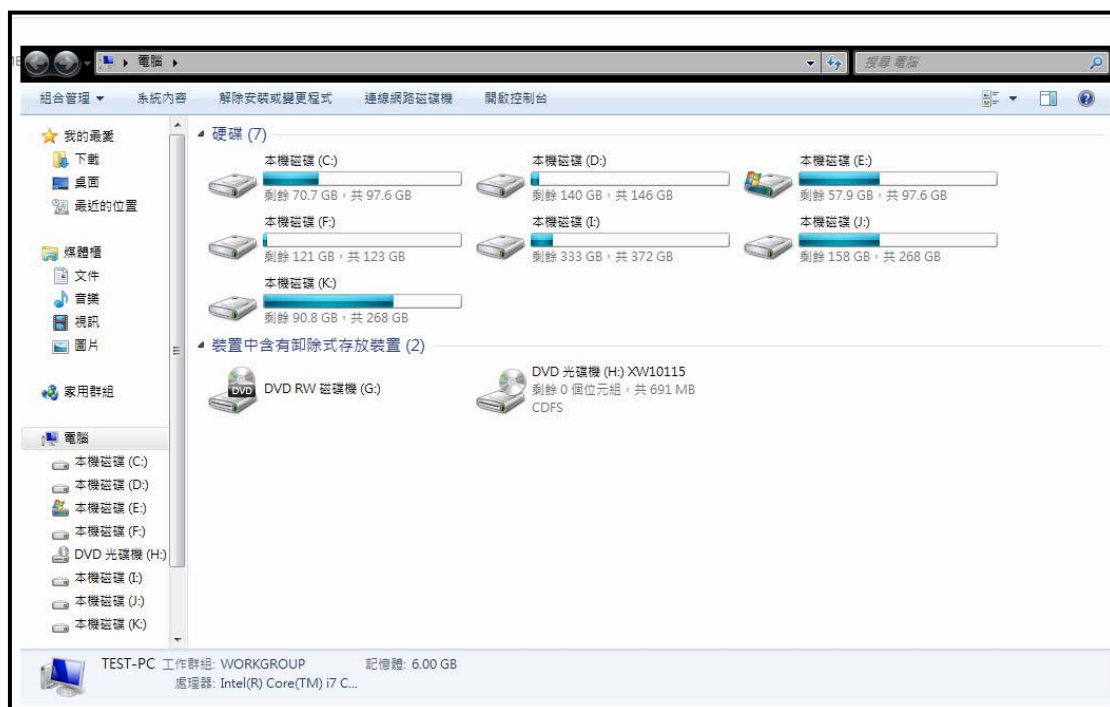 電腦
搜尋 電腦
組合管理 系統內容 解除安裝或變更程式 連線網路磁碟機 開啟控制台
我的最愛
下載
桌面
最近的位置
媒體櫃
文件
音樂
視訊
圖片
家用群組
電腦
本機磁碟 (C:)
本機磁碟 (D:)
本機磁碟 (E:)
本機磁碟 (F:)
DVD 光碟機 (H:)
本機磁碟 (I:)
本機磁碟 (J:)
本機磁碟 (K:)
硬碟 (7)
本機磁碟 (C:)
剩餘 70.7 GB,共 97.6 GB
本機磁碟 (D:)
剩餘 140 GB,共 146 GB
本機磁碟 (E:)
剩餘 57.9 GB,共 97.6 GB
本機磁碟 (F:)
剩餘 121 GB,共 123 GB
本機磁碟 (I:)
剩餘 333 GB,共 372 GB
本機磁碟 (J:)
剩餘 158 GB,共 268 GB
本機磁碟 (K:)
剩餘 90.8 GB,共 268 GB
裝置中含有卸除式存放裝置 (2)
DVD RW 磁碟機 (G:)
DVD 光碟機 (H:) XW10115
剩餘 0 個位元組,共 691 MB
CDFS
TEST-PC 工作群組: WORKGROUP 記憶體: 6.00 GB
處理器: Intel(R) Core(TM) i7 C...